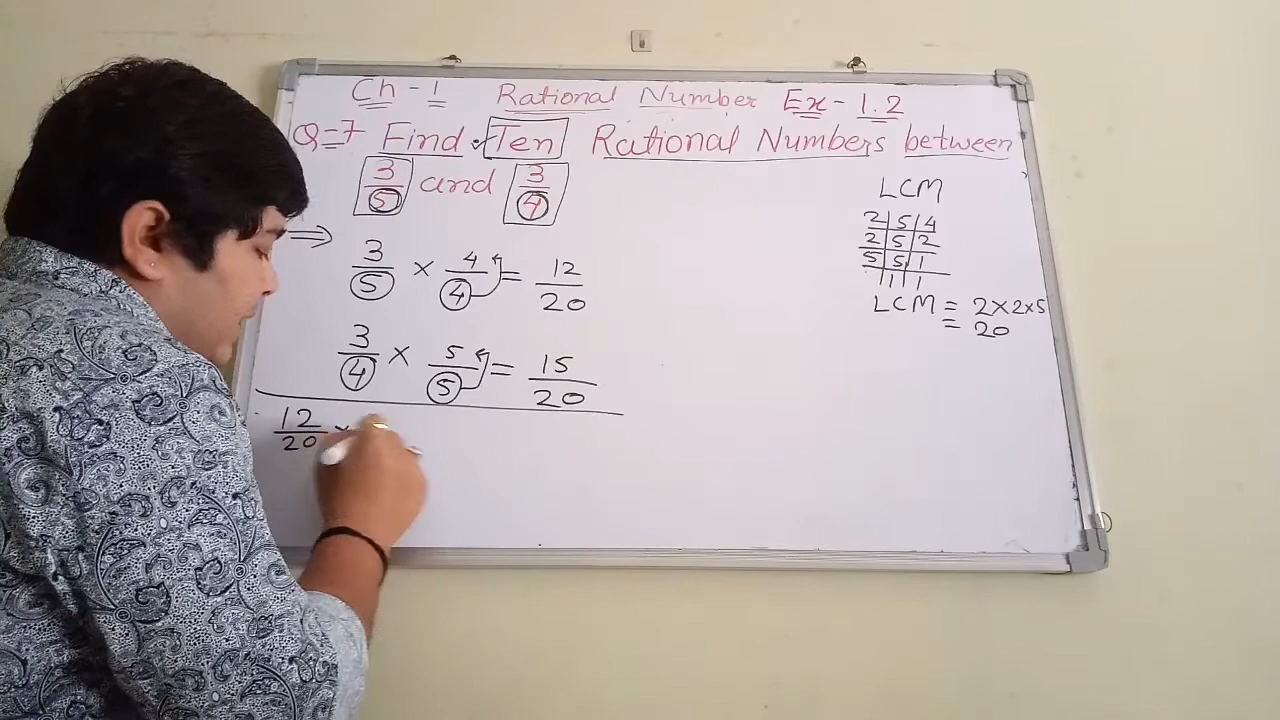 Ch - 1 Rational Number Ex - 1.2
Q=7 Find Ten Rational Numbers between
3/5 and 3/4
LCM
2 | 5 | 4
2 | 5 | 2
5 | 5 | 1
1 | 1
LCM = 2×2×5
= 20
⇒ 3/5 × 4/4 = 12/20
3/4 × 5/5 = 15/20
12/20 ×